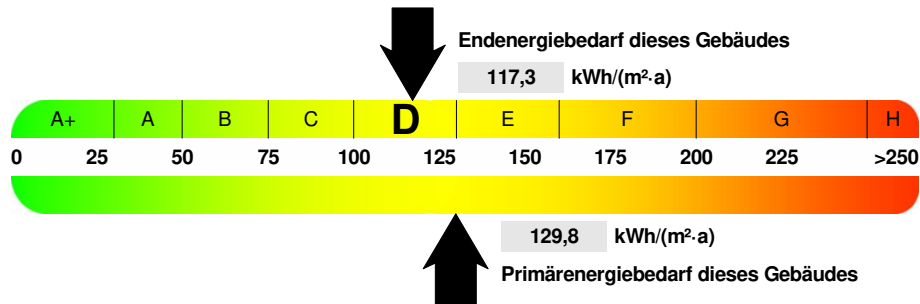 Endenergiebedarf dieses Gebäudes
117,3 kWh/(m²·a)
A+ A B C D E F G H
0 25 50 75 100 125 150 175 200 225 >250
129,8 kWh/(m²·a)
Primärenergiebedarf dieses Gebäudes